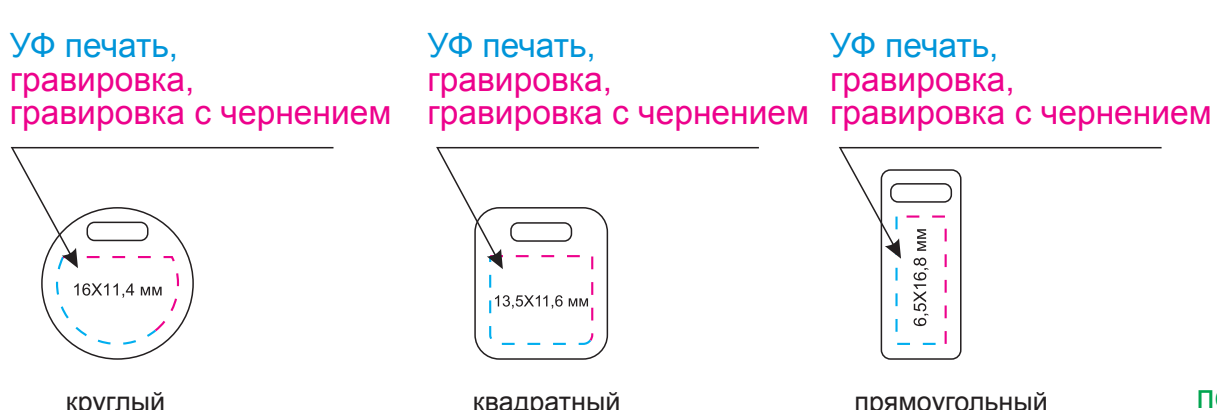 УФ печать,
гравировка,
гравировка с чернением
УФ печать,
гравировка,
гравировка с чернением
УФ печать,
гравировка,
гравировка с чернением
16Х11,4 мм
13,5Х11,6 мм
6,5Х16,8 мм
круглый
квадратный
прямоугольный